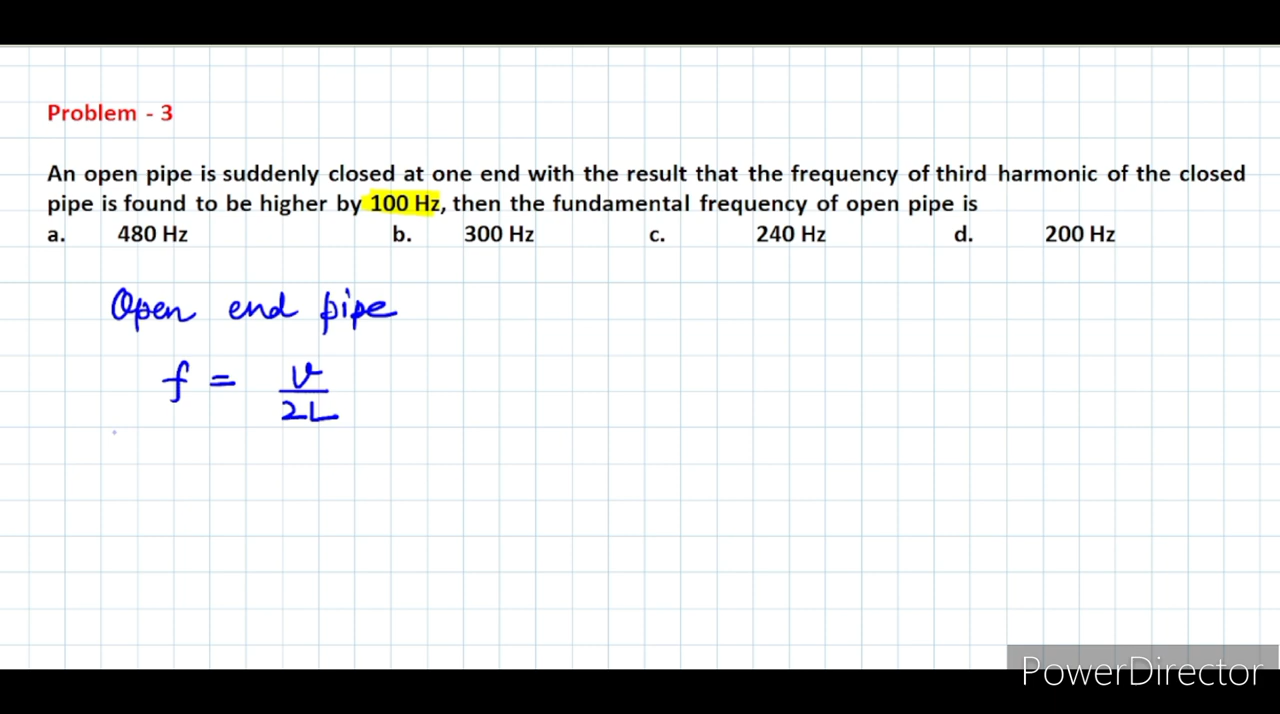 Problem - 3
An open pipe is suddenly closed at one end with the result that the frequency of third harmonic of the closed
pipe is found to be higher by 100 Hz, then the fundamental frequency of open pipe is
a. 480 Hz b. 300 Hz c. 240 Hz d. 200 Hz
Open end pipe
f = v
2L
PowerDirector